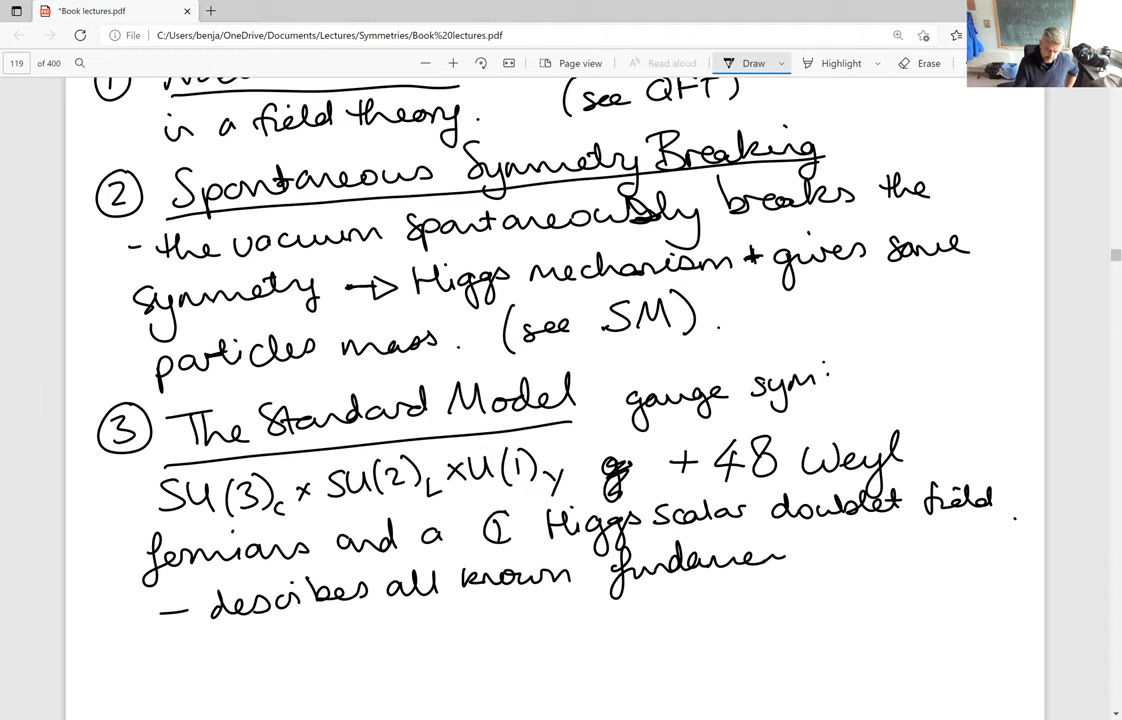 *Book lectures.pdf
File C:/Users/benja/OneDrive/Documents/Lectures/Symmetries/Book%20lectures.pdf
119 of 400 Page view Read aloud Draw Highlight Erase
①
in a field theory. (see QFT)
② Spontaneous Symmetry Breaking
- the vacuum spontaneously breaks the
symmetry → Higgs mechanism + gives some
particles mass. (see SM).
③ The Standard Model gauge sym:
SU(3)c × SU(2)L × U(1)Y + 48 Weyl
fermions and a ℂ Higgs scalar doublet field.
- describes all known fundamen